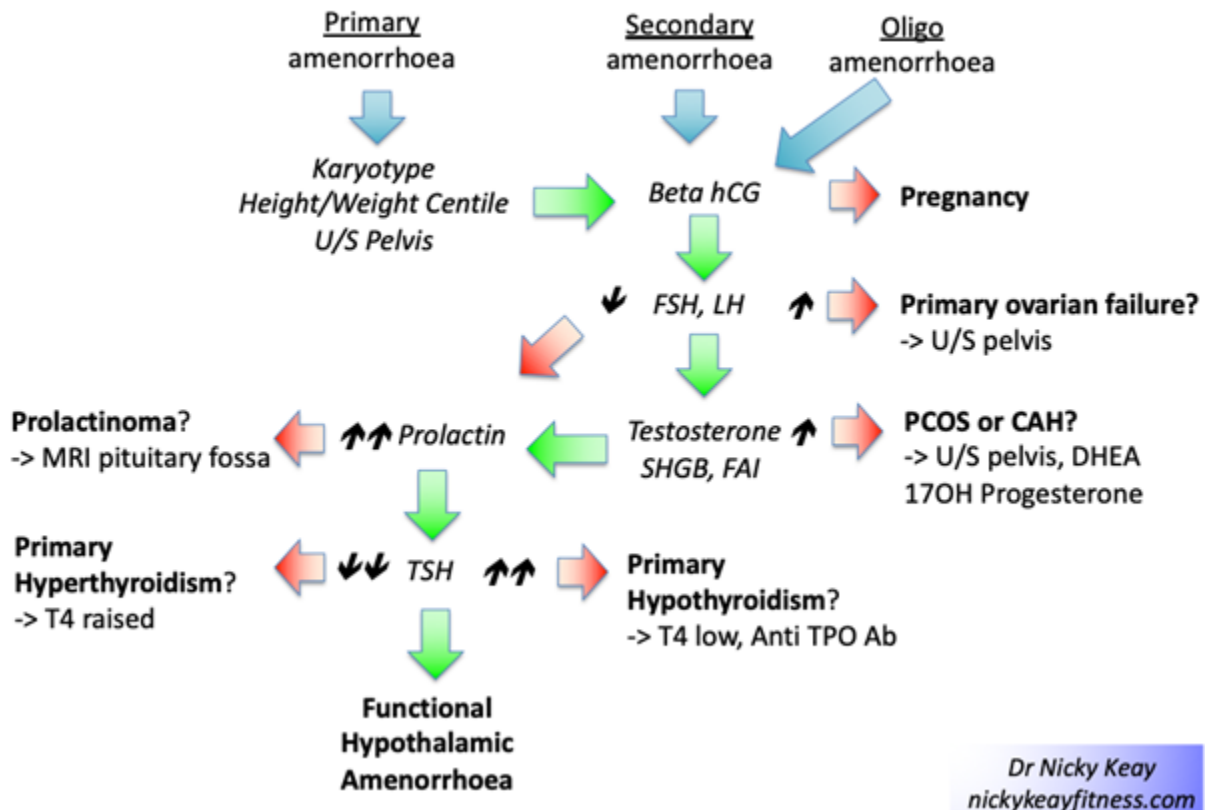 Primary
amenorrhoea
Secondary
amenorrhoea
Oligo
amenorrhoea
Karyotype
Height/Weight Centile
U/S Pelvis
Beta hCG
Pregnancy
FSH, LH
Primary ovarian failure?
-> U/S pelvis
Prolactinoma?
-> MRI pituitary fossa
Prolactin
Testosterone
SHGB, FAI
PCOS or CAH?
-> U/S pelvis, DHEA
17OH Progesterone
Primary
Hyperthyroidism?
-> T4 raised
TSH
Primary
Hypothyroidism?
-> T4 low, Anti TPO Ab
Functional
Hypothalamic
Amenorrhoea
Dr Nicky Keay
nickykeayfitness.com